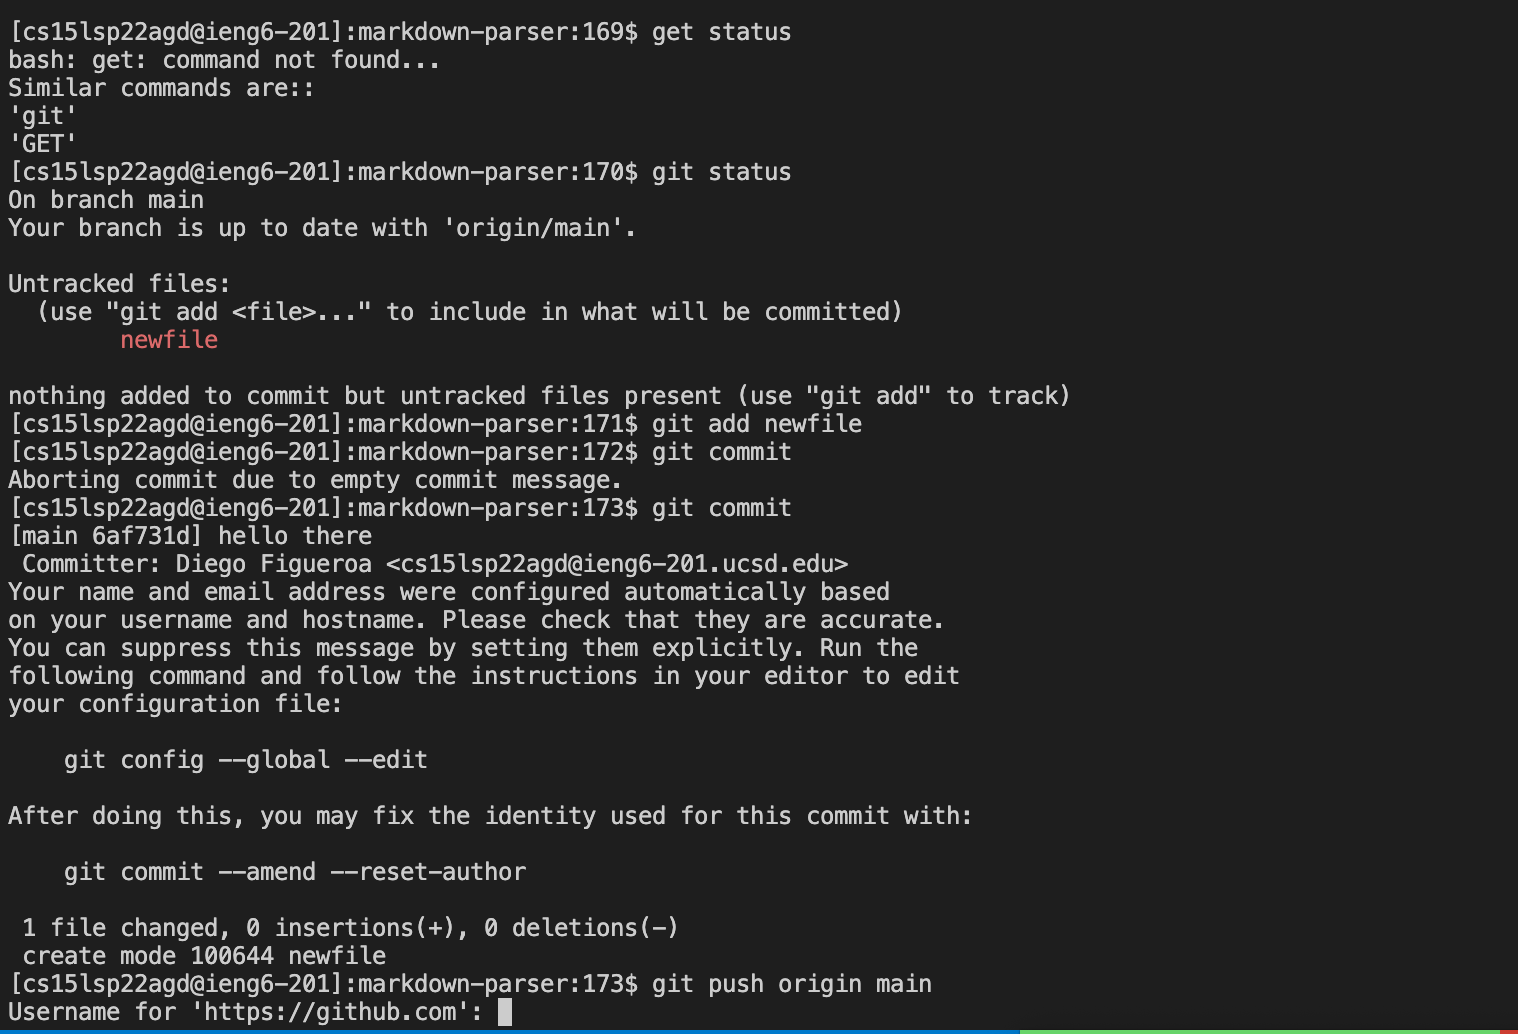 [cs15lsp22agd@ieng6-201]:markdown-parser:169$ get status
bash: get: command not found...
Similar commands are::
'git'
'GET'
[cs15lsp22agd@ieng6-201]:markdown-parser:170$ git status
On branch main
Your branch is up to date with 'origin/main'.

Untracked files:
  (use "git add <file>..." to include in what will be committed)
        newfile

nothing added to commit but untracked files present (use "git add" to track)
[cs15lsp22agd@ieng6-201]:markdown-parser:171$ git add newfile
[cs15lsp22agd@ieng6-201]:markdown-parser:172$ git commit
Aborting commit due to empty commit message.
[cs15lsp22agd@ieng6-201]:markdown-parser:173$ git commit
[main 6af731d] hello there
 Committer: Diego Figueroa <cs15lsp22agd@ieng6-201.ucsd.edu>
Your name and email address were configured automatically based
on your username and hostname. Please check that they are accurate.
You can suppress this message by setting them explicitly. Run the
following command and follow the instructions in your editor to edit
your configuration file:

    git config --global --edit

After doing this, you may fix the identity used for this commit with:

    git commit --amend --reset-author

 1 file changed, 0 insertions(+), 0 deletions(-)
 create mode 100644 newfile
[cs15lsp22agd@ieng6-201]:markdown-parser:173$ git push origin main
Username for 'https://github.com':